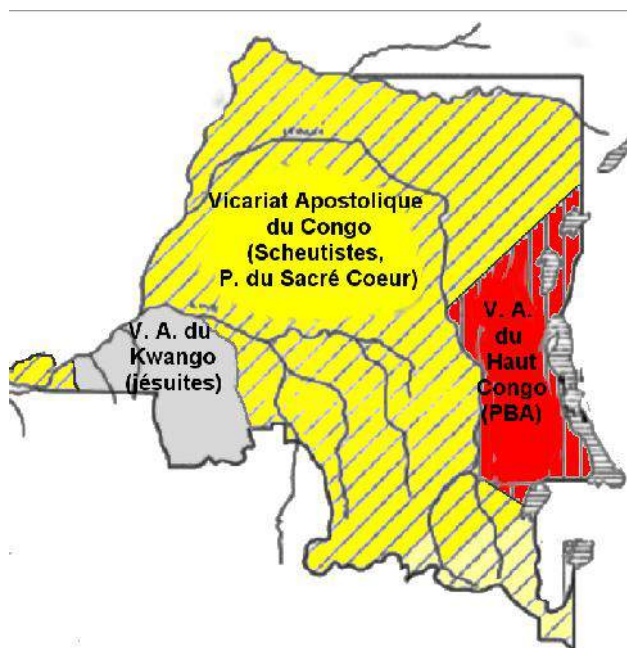 Vicariat Apostolique
du Congo
(Scheutistes,
P. du Sacré Coeur)
V. A. du
Kwango
(jésuites)
V. A.
du
Haut
Congo
(PBA)